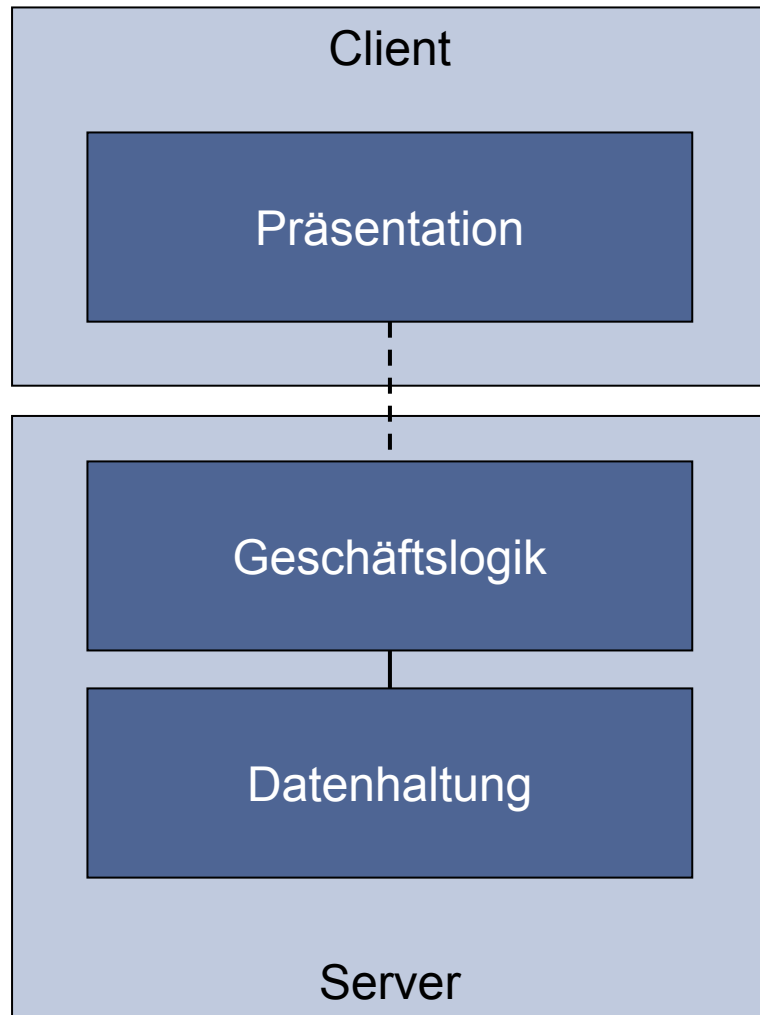 Client
Präsentation
Geschäftslogik
Datenhaltung
Server